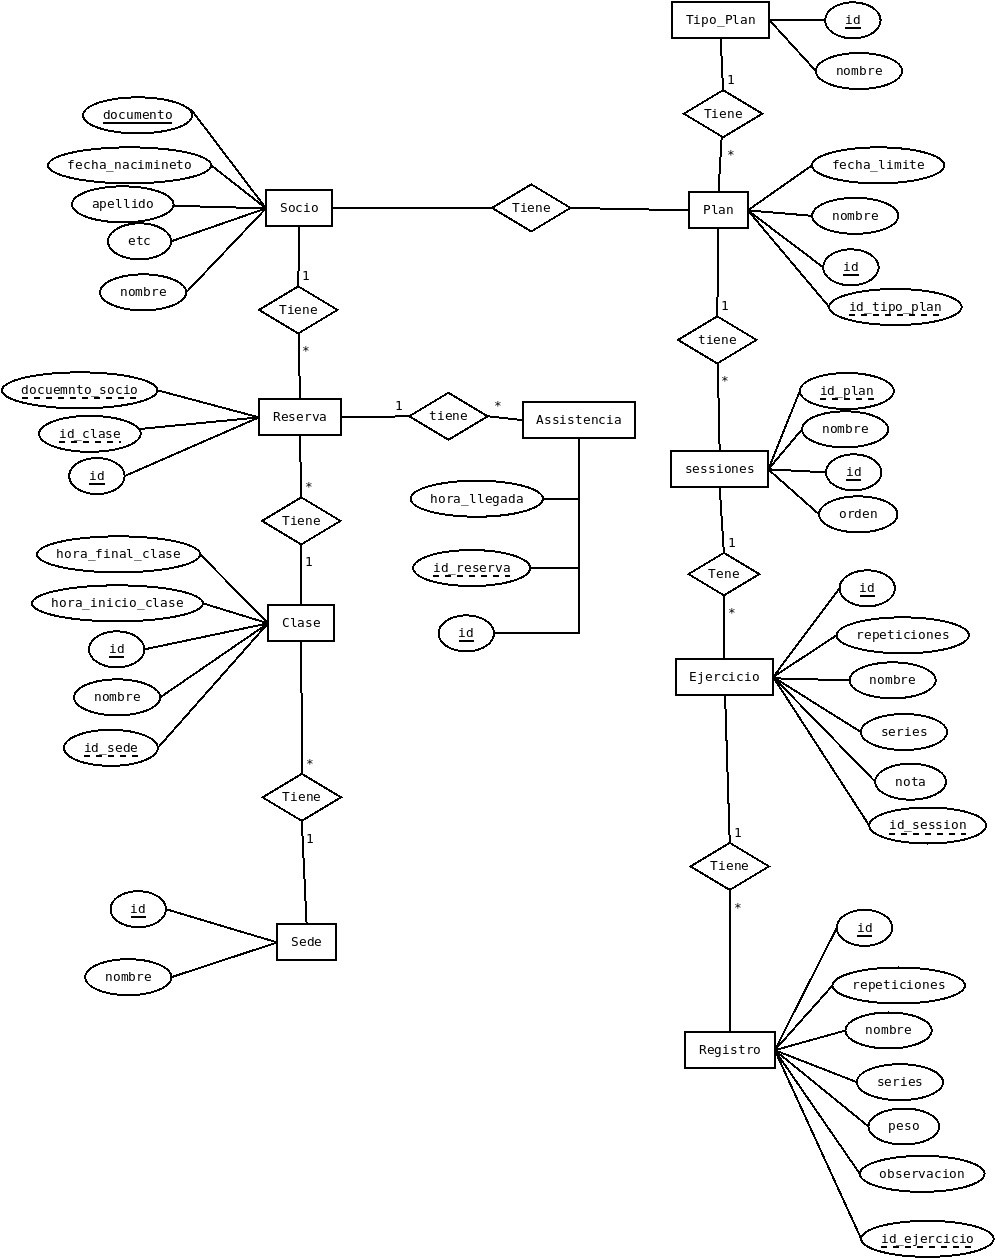 Tipo_Plan
id
nombre
1
Tiene
*
documento
fecha_nacimineto
apellido
etc
nombre
Socio
Tiene
Plan
fecha_limite
nombre
id
id_tipo_plan
1
Tiene
*
1
tiene
*
docuemnto_socio
id_clase
id
Reserva
1
tiene
*
Assistencia
hora_llegada
id_reserva
id
id_plan
nombre
id
orden
sessiones
*
Tiene
1
1
Tene
*
hora_final_clase
hora_inicio_clase
id
nombre
id_sede
Clase
id
repeticiones
nombre
series
nota
id_session
Ejercicio
*
Tiene
1
1
Tiene
*
id
nombre
Sede
id
repeticiones
nombre
series
peso
observacion
id_ejercicio
Registro